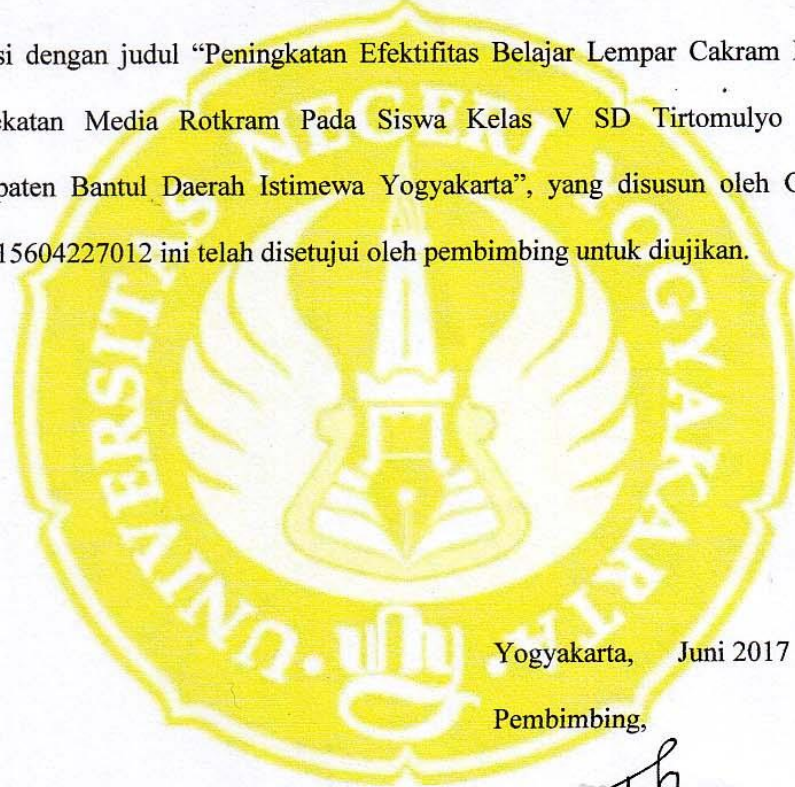 si dengan judul “Peningkatan Efektifitas Belajar Lempar Cakram
ekatan Media Rotkram Pada Siswa Kelas V SD Tirtomulyo
paten Bantul Daerah Istimewa Yogyakarta”, yang disusun oleh
15604227012 ini telah disetujui oleh pembimbing untuk diujikan.
UNIVERSITAS NEGERI YOGYAKARTA
Yogyakarta, Juni 2017
Pembimbing,